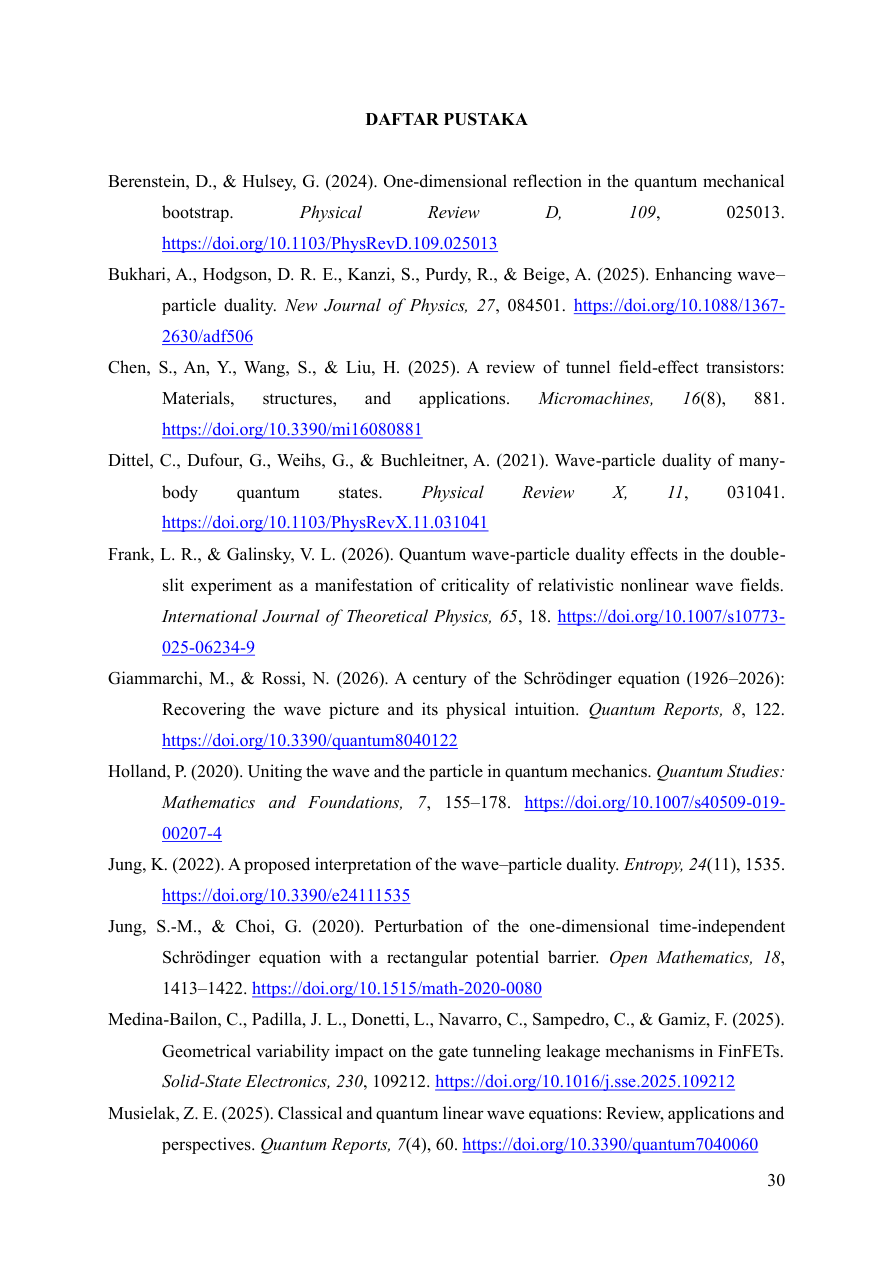 DAFTAR PUSTAKA
Berenstein, D., & Hulsey, G. (2024). One-dimensional reflection in the quantum mechanical
bootstrap. Physical Review D, 109, 025013.
https://doi.org/10.1103/PhysRevD.109.025013
Bukhari, A., Hodgson, D. R. E., Kanzi, S., Purdy, R., & Beige, A. (2025). Enhancing wave–
particle duality. New Journal of Physics, 27, 084501. https://doi.org/10.1088/1367-
2630/adf506
Chen, S., An, Y., Wang, S., & Liu, H. (2025). A review of tunnel field-effect transistors:
Materials, structures, and applications. Micromachines, 16(8), 881.
https://doi.org/10.3390/mi16080881
Dittel, C., Dufour, G., Weihs, G., & Buchleitner, A. (2021). Wave-particle duality of many-
body quantum states. Physical Review X, 11, 031041.
https://doi.org/10.1103/PhysRevX.11.031041
Frank, L. R., & Galinsky, V. L. (2026). Quantum wave-particle duality effects in the double-
slit experiment as a manifestation of criticality of relativistic nonlinear wave fields.
International Journal of Theoretical Physics, 65, 18. https://doi.org/10.1007/s10773-
025-06234-9
Giammarchi, M., & Rossi, N. (2026). A century of the Schrödinger equation (1926–2026):
Recovering the wave picture and its physical intuition. Quantum Reports, 8, 122.
https://doi.org/10.3390/quantum8040122
Holland, P. (2020). Uniting the wave and the particle in quantum mechanics. Quantum Studies:
Mathematics and Foundations, 7, 155–178. https://doi.org/10.1007/s40509-019-
00207-4
Jung, K. (2022). A proposed interpretation of the wave–particle duality. Entropy, 24(11), 1535.
https://doi.org/10.3390/e24111535
Jung, S.-M., & Choi, G. (2020). Perturbation of the one-dimensional time-independent
Schrödinger equation with a rectangular potential barrier. Open Mathematics, 18,
1413–1422. https://doi.org/10.1515/math-2020-0080
Medina-Bailon, C., Padilla, J. L., Donetti, L., Navarro, C., Sampedro, C., & Gamiz, F. (2025).
Geometrical variability impact on the gate tunneling leakage mechanisms in FinFETs.
Solid-State Electronics, 230, 109212. https://doi.org/10.1016/j.sse.2025.109212
Musielak, Z. E. (2025). Classical and quantum linear wave equations: Review, applications and
perspectives. Quantum Reports, 7(4), 60. https://doi.org/10.3390/quantum7040060
30